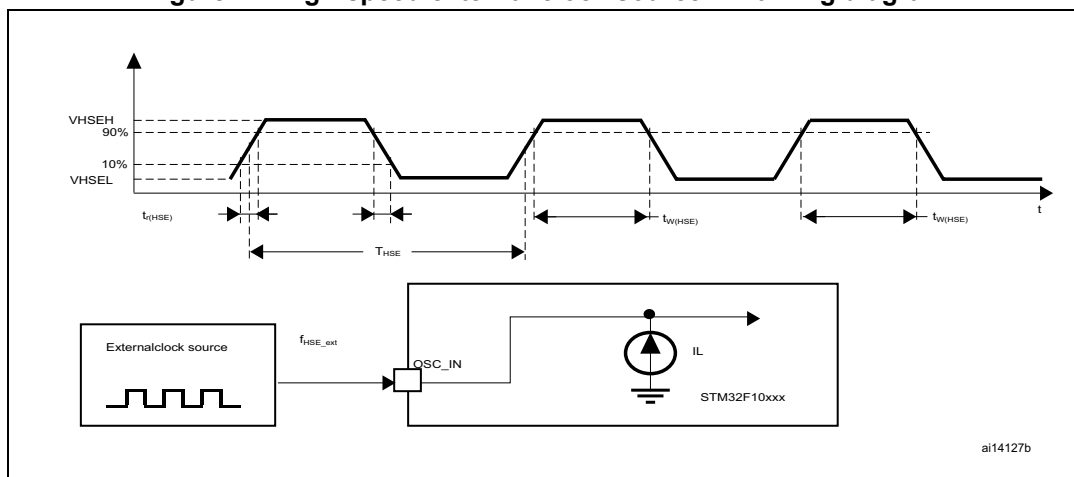 VHSEH
90%
10%
VHSEL
tr(HSE)
tW(HSE)
tW(HSE)
t
THSE
Externalclock source
fHSE_ext
OSC_IN
IL
STM32F10xxx
ai14127b